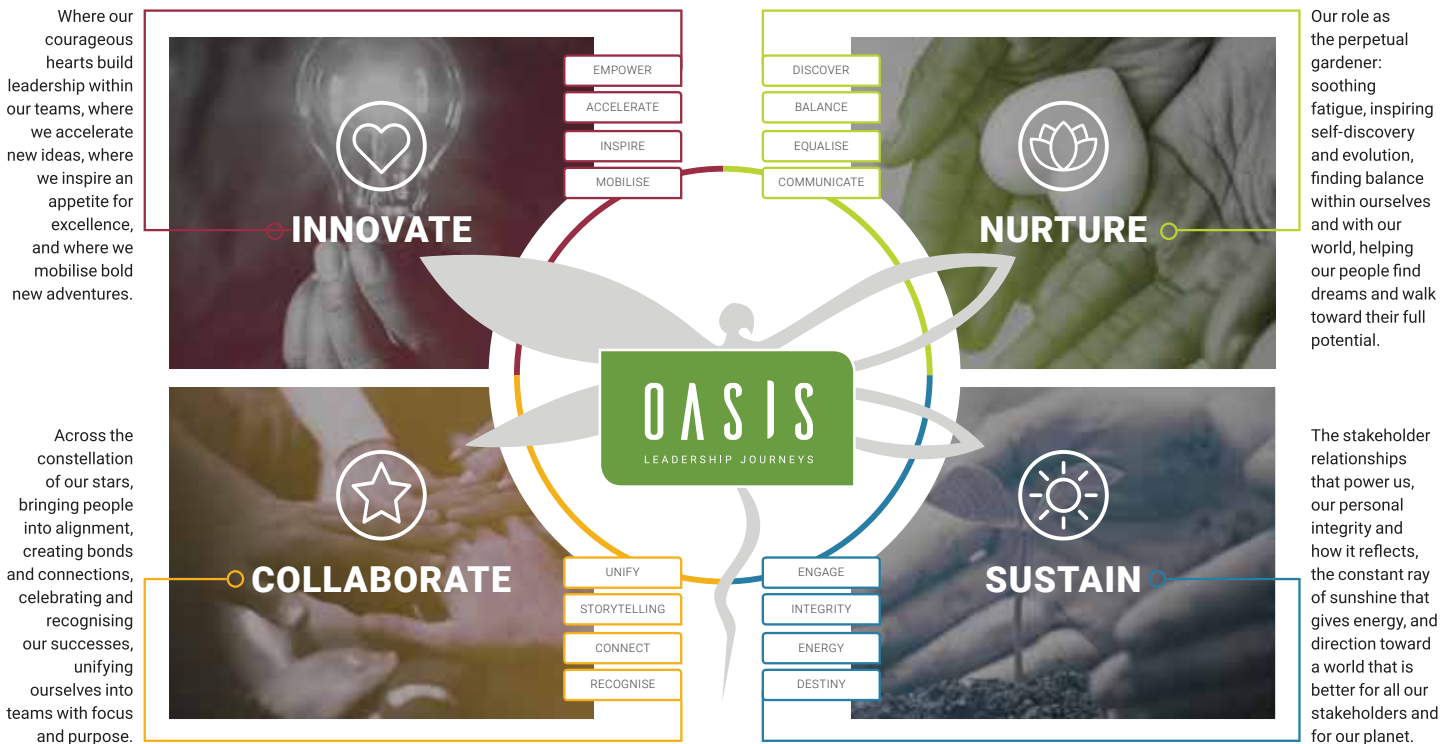 Where our
courageous
hearts build
leadership within
our teams, where
we accelerate
new ideas, where
we inspire an
appetite for
excellence,
and where we
mobilise bold
new adventures.
INNOVATE
EMPOWER
ACCELERATE
INSPIRE
MOBILISE
DISCOVER
BALANCE
EQUALISE
COMMUNICATE
NURTURE
Our role as
the perpetual
gardener:
soothing
fatigue, inspiring
self-discovery
and evolution,
finding balance
within ourselves
and with our
world, helping
our people find
dreams and walk
toward their full
potential.
OASIS
LEADERSHIP JOURNEYS
Across the
constellation
of our stars,
bringing people
into alignment,
creating bonds
and connections,
celebrating and
recognising
our successes,
unifying
ourselves into
teams with focus
and purpose.
COLLABORATE
UNIFY
STORYTELLING
CONNECT
RECOGNISE
ENGAGE
INTEGRITY
ENERGY
DESTINY
SUSTAIN
The stakeholder
relationships
that power us,
our personal
integrity and
how it reflects,
the constant ray
of sunshine that
gives energy, and
direction toward
a world that is
better for all our
stakeholders and
for our planet.